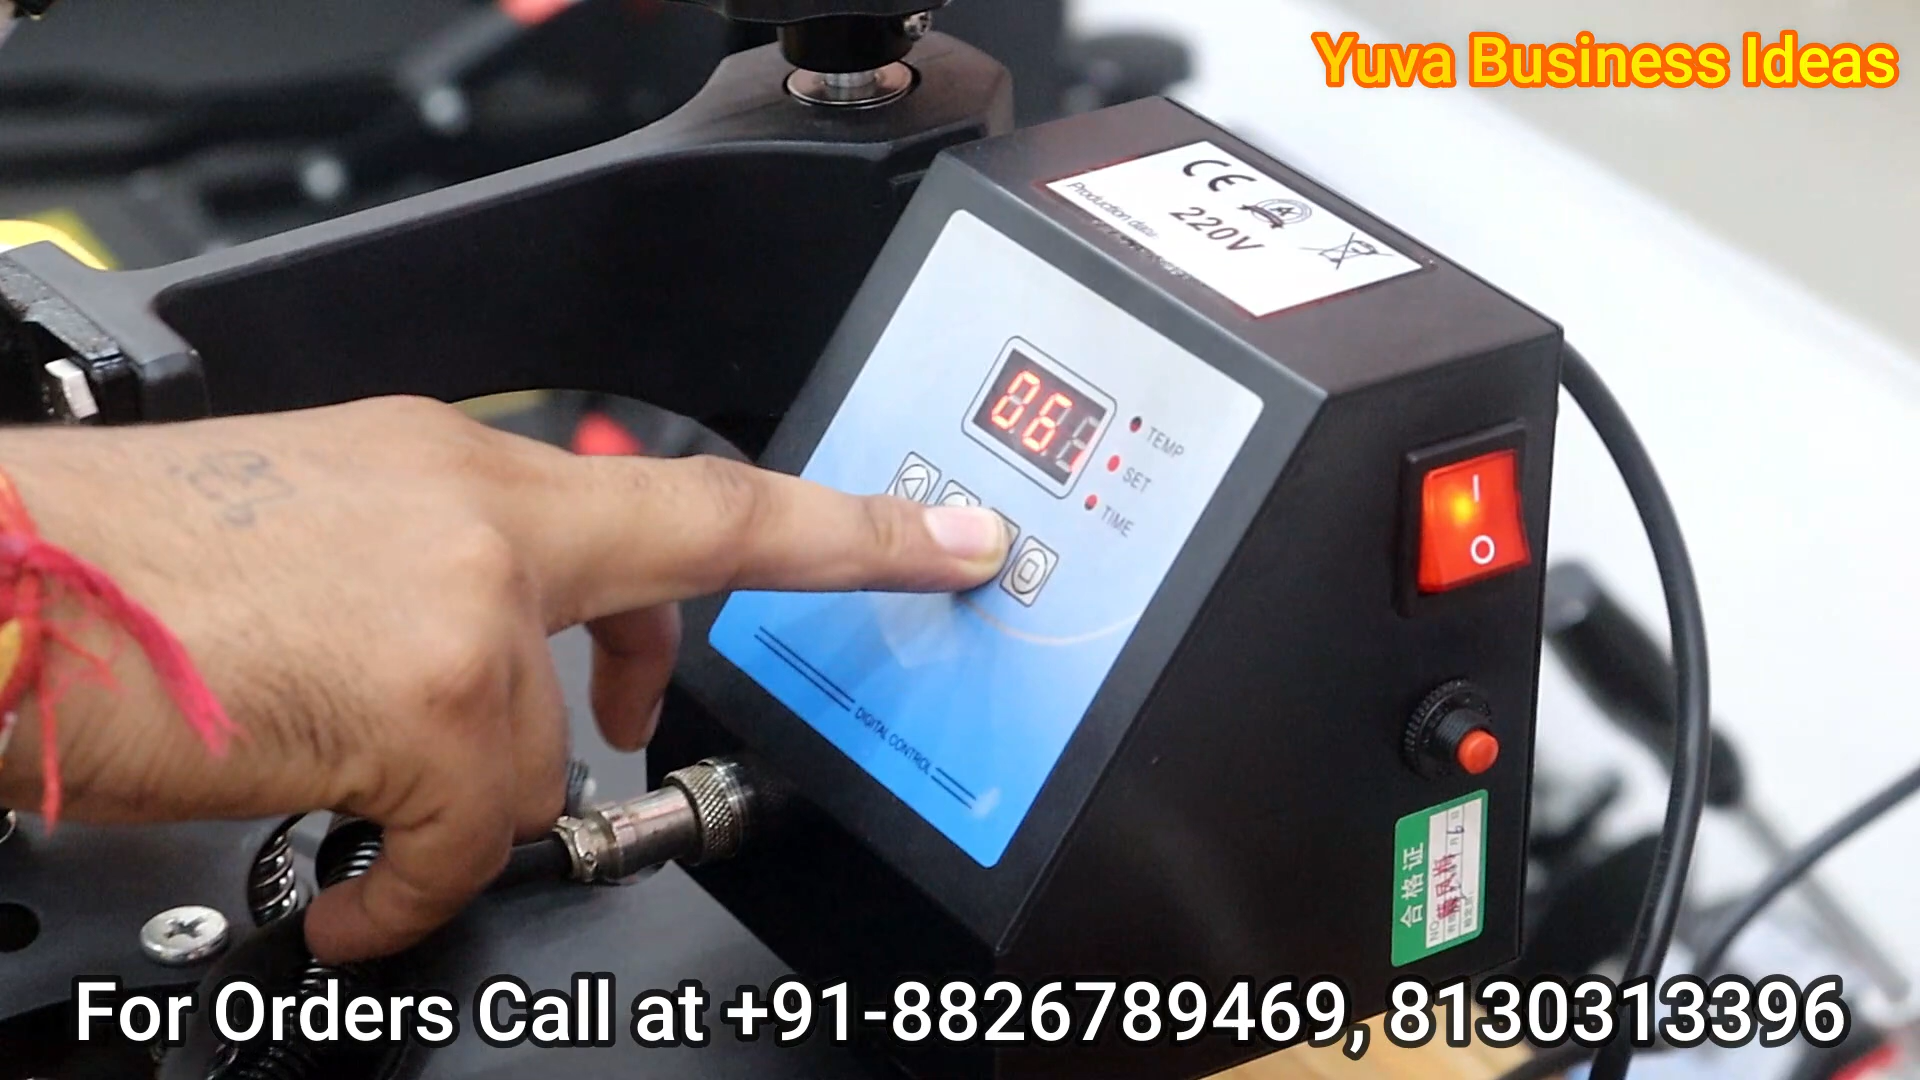 Yuva Business Ideas
CE
Production date:
220V
TEMP
SET
TIME
DIGITAL CONTROL
合格证
NO.
For Orders Call at +91-8826789469, 8130313396